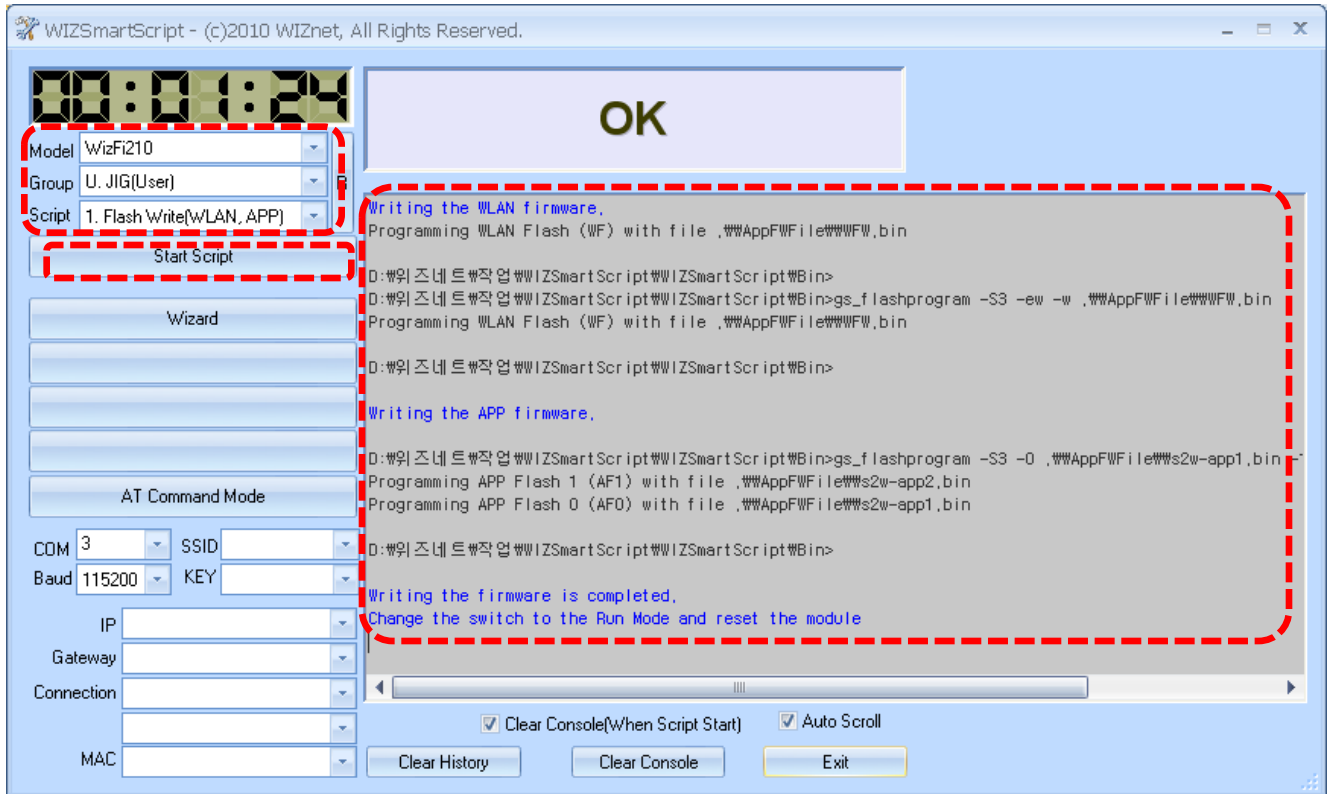 WIZSmartScript - (c)2010 WIZnet, All Rights Reserved.
00:01:24
OK
Model WizFi210
Group U. JIG(User)
Script 1. Flash Write(WLAN, APP)
Start Script
Wizard
AT Command Mode
COM 3 SSID
Baud 115200 KEY
IP
Gateway
Connection
MAC
Writing the WLAN firmware.
Programming WLAN Flash (WF) with file .₩₩AppFWFile₩₩WFW.bin
D:₩위즈네트₩작업₩WIZSmartScript₩WIZSmartScript₩Bin>
D:₩위즈네트₩작업₩WIZSmartScript₩WIZSmartScript₩Bin>gs_flashprogram -S3 -ew -w .₩₩AppFWFile₩₩WFW.bin
Programming WLAN Flash (WF) with file .₩₩AppFWFile₩₩WFW.bin
D:₩위즈네트₩작업₩WIZSmartScript₩WIZSmartScript₩Bin>
Writing the APP firmware.
D:₩위즈네트₩작업₩WIZSmartScript₩WIZSmartScript₩Bin>gs_flashprogram -S3 -0 .₩₩AppFWFile₩₩s2w-app1.bin
Programming APP Flash 1 (AF1) with file .₩₩AppFWFile₩₩s2w-app2.bin
Programming APP Flash 0 (AF0) with file .₩₩AppFWFile₩₩s2w-app1.bin
D:₩위즈네트₩작업₩WIZSmartScript₩WIZSmartScript₩Bin>
Writing the firmware is completed.
Change the switch to the Run Mode and reset the module
Clear Console(When Script Start) Auto Scroll
Clear History Clear Console Exit